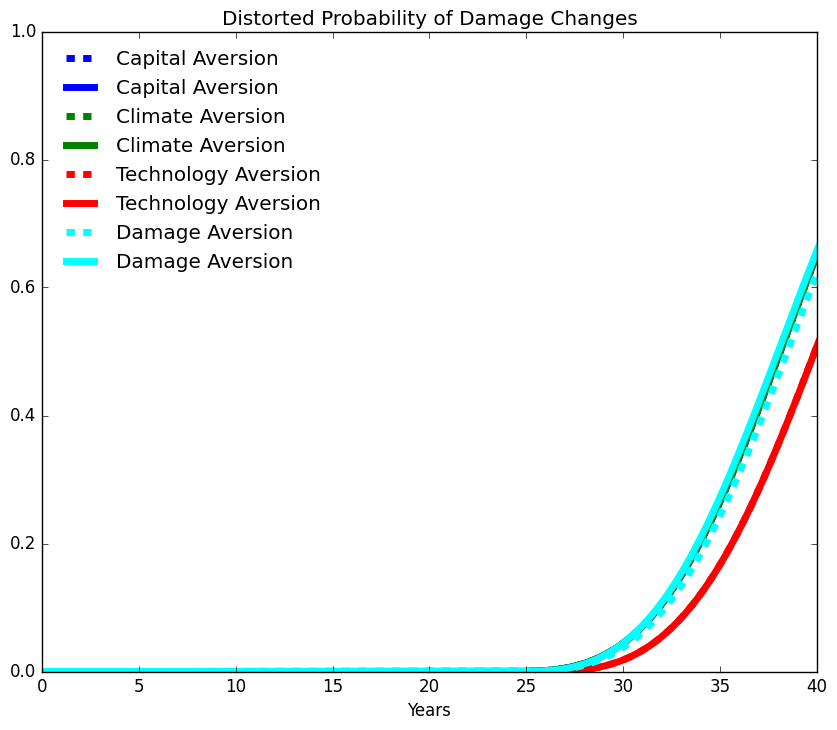 Distorted Probability of Damage Changes
1.0
0.8
0.6
0.4
0.2
0.0
Capital Aversion
Capital Aversion
Climate Aversion
Climate Aversion
Technology Aversion
Technology Aversion
Damage Aversion
Damage Aversion
0 5 10 15 20 25 30 35 40
Years